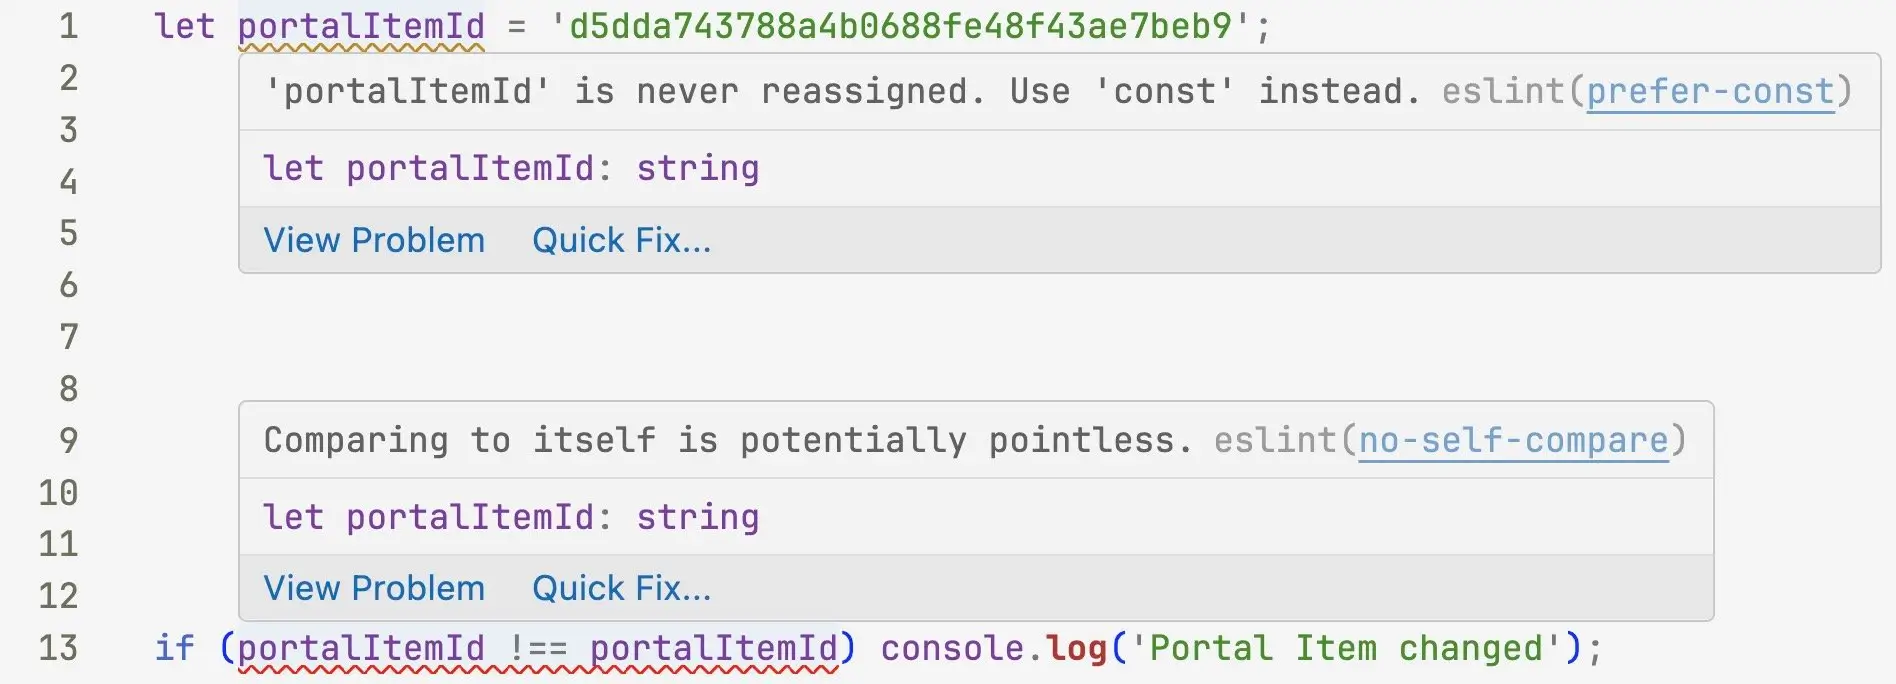 1 let portalItemId = 'd5dda743788a4b0688fe48f43ae7beb9';
2 'portalItemId' is never reassigned. Use 'const' instead. eslint(prefer-const)
3
4 let portalItemId: string
5 View Problem Quick Fix...
6
7
8
9 Comparing to itself is potentially pointless. eslint(no-self-compare)
10
11 let portalItemId: string
12 View Problem Quick Fix...
13 if (portalItemId !== portalItemId) console.log('Portal Item changed');